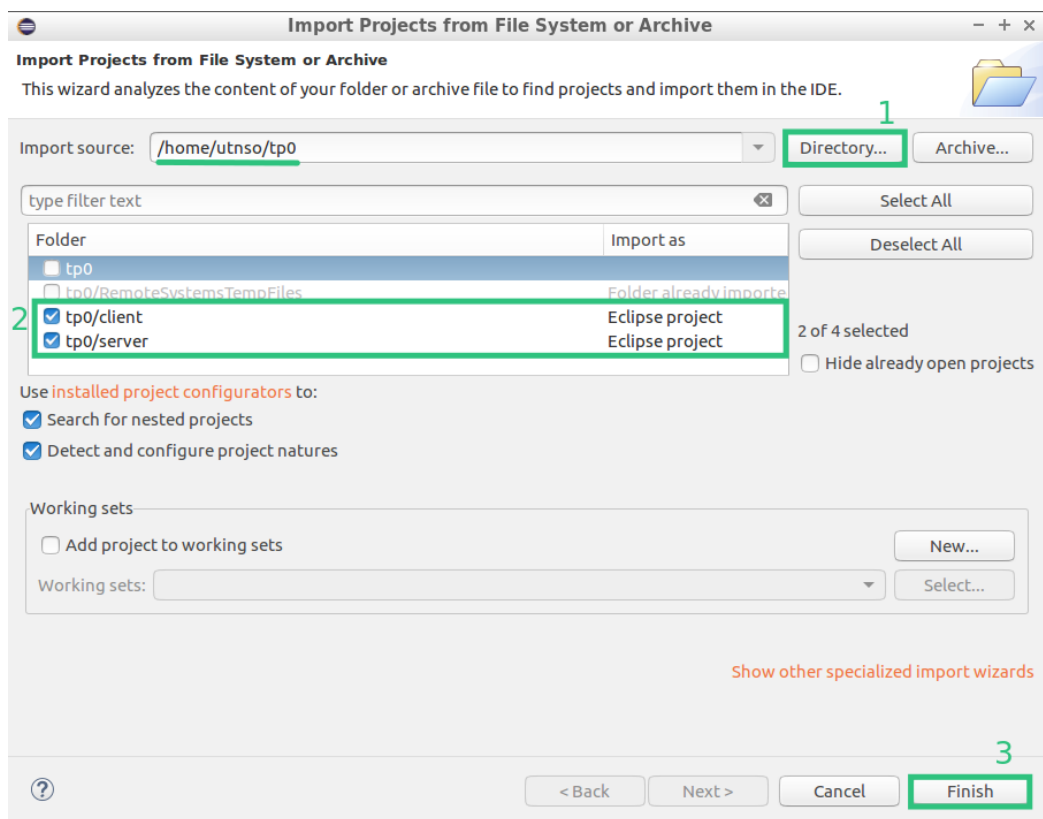 Import Projects from File System or Archive
Import Projects from File System or Archive
This wizard analyzes the content of your folder or archive file to find projects and import them in the IDE.
1
Import source: /home/utnso/tp0 Directory... Archive...
type filter text Select All
Folder Import as Deselect All
tp0
tp0/RemoteSystemsTempFiles Folder already importe
2 tp0/client Eclipse project
tp0/server Eclipse project 2 of 4 selected
Hide already open projects
Use installed project configurators to:
Search for nested projects
Detect and configure project natures
Working sets
Add project to working sets New...
Working sets: Select...
Show other specialized import wizards
3
? < Back Next > Cancel Finish